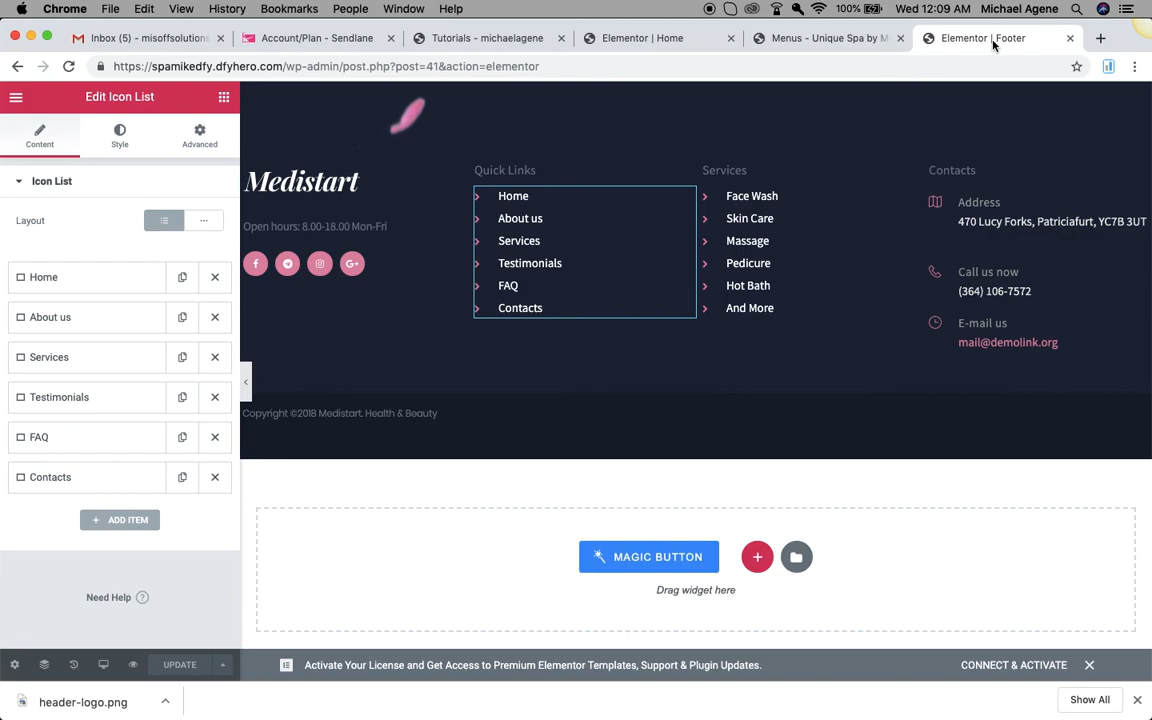 Chrome File Edit View History Bookmarks People Window Help 100% Wed 12:09 AM Michael Agene
Inbox (5) - misoffsolutions
Account/Plan - Sendlane
Tutorials - michaelagene
Elementor | Home
Menus - Unique Spa by M
Elementor | Footer
https://spamikedfy.dfyhero.com/wp-admin/post.php?post=41&action=elementor
Edit Icon List
Content Style Advanced
Icon List
Layout
Home
About us
Services
Testimonials
FAQ
Contacts
+ ADD ITEM
Need Help ?
UPDATE
Medistart
Open hours: 8.00-18.00 Mon-Fri
Quick Links
Home
About us
Services
Testimonials
FAQ
Contacts
Services
Face Wash
Skin Care
Massage
Pedicure
Hot Bath
And More
Contacts
Address
470 Lucy Forks, Patriciafurt, YC7B 3UT
Call us now
(364) 106-7572
E-mail us
mail@demolink.org
Copyright ©2018 Medistart. Health & Beauty
MAGIC BUTTON
Drag widget here
Activate Your License and Get Access to Premium Elementor Templates, Support & Plugin Updates.
CONNECT & ACTIVATE
header-logo.png
Show All